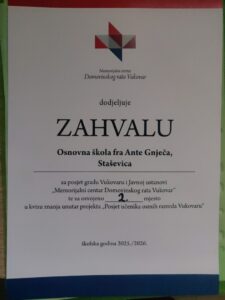 Memorijalni centar
Domovinskog rata Vukovar
dodjeljuje
ZAHVALU
Osnovna škola fra Ante Gnječa,
Staševica
za posjet gradu Vukovaru i Javnoj ustanovi
„Memorijalni centar Domovinskog rata Vukovar"
te za osvojeno 2. mjesto
u kvizu znanja unutar projekta „Posjet učenika osmih razreda Vukovaru"
školska godina 2025. /2026.